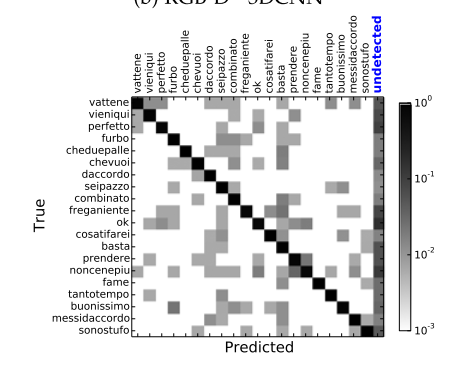 (b) RGB-D - 3DCNN
vattene
vieniqui
perfetto
furbo
cheduepalle
chevuoi
daccordo
seipazzo
combinato
freganiente
ok
cosatifarei
basta
prendere
noncenepiu
fame
tantotempo
buonissimo
messidaccordo
sonostufo
undetected
vattene
vieniqui
perfetto
furbo
cheduepalle
chevuoi
daccordo
seipazzo
combinato
freganiente
ok
cosatifarei
basta
prendere
noncenepiu
fame
tantotempo
buonissimo
messidaccordo
sonostufo
True
Predicted
10^0
10^-1
10^-2
10^-3